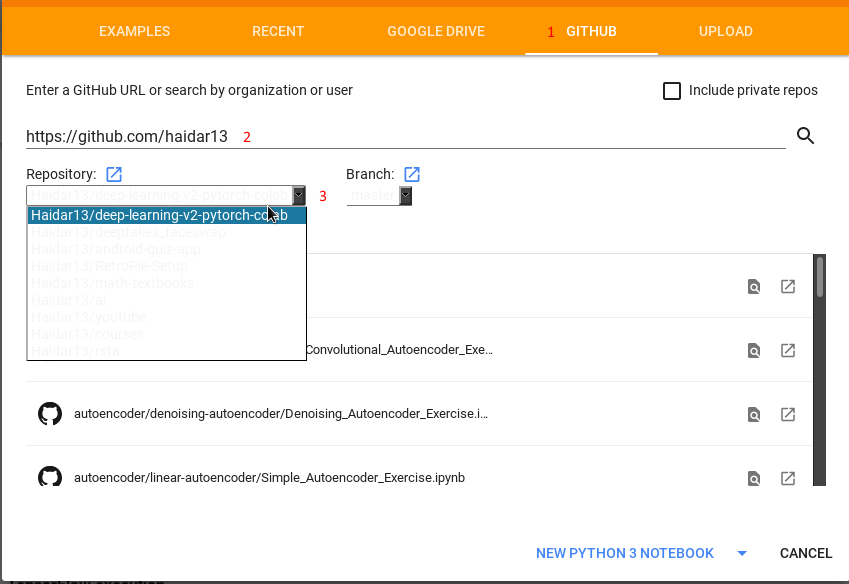 EXAMPLES RECENT GOOGLE DRIVE 1 GITHUB UPLOAD
Enter a GitHub URL or search by organization or user Include private repos
https://github.com/haidar13 2
Repository: Branch:
Haidar13/deep-learning-v2-pytorch-colab 3 master
Haidar13/deep-learning-v2-pytorch-colab
Haidar13/deepfakes_faceswap
Haidar13/android-quiz-app
Haidar13/RetroPie-Setup
Haidar13/math-textbooks
Haidar13/ai
Haidar13/youtube
Haidar13/courses
Haidar13/rsta
Convolutional_Autoencoder_Exe…
autoencoder/denoising-autoencoder/Denoising_Autoencoder_Exercise.i…
autoencoder/linear-autoencoder/Simple_Autoencoder_Exercise.ipynb
NEW PYTHON 3 NOTEBOOK CANCEL